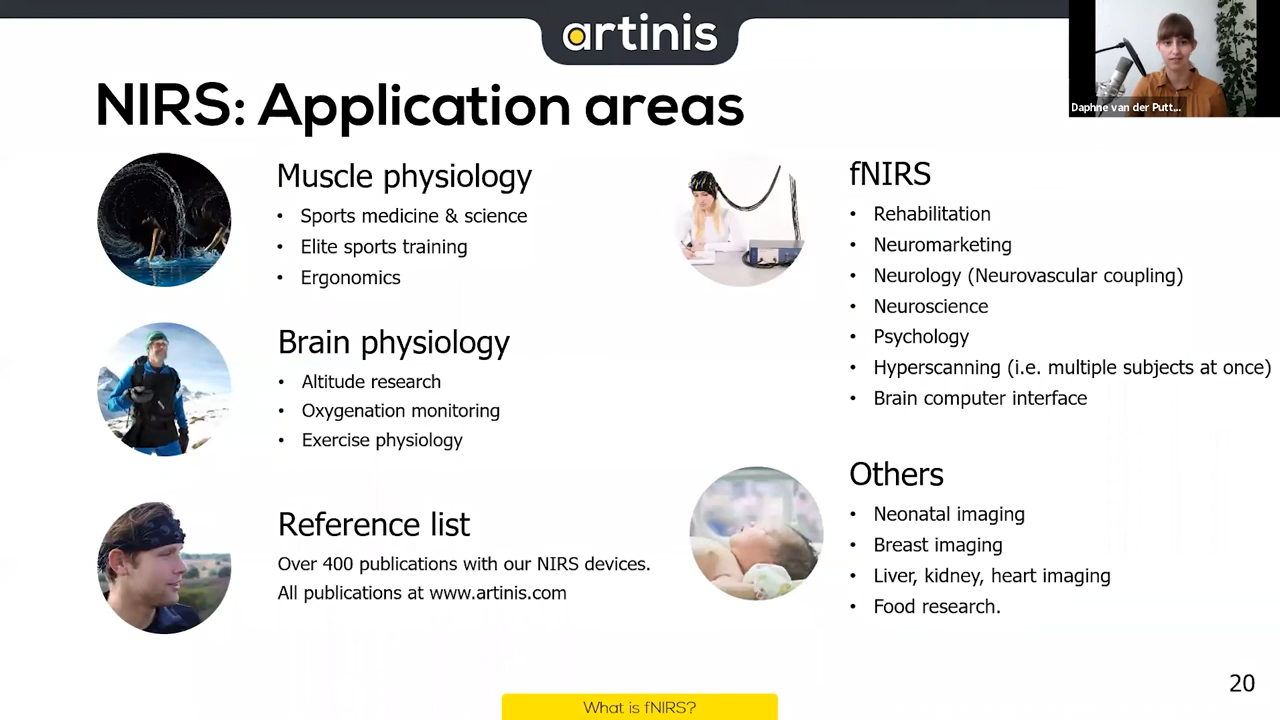 artinis
Daphne van der Putt...
NIRS: Application areas
Muscle physiology
• Sports medicine & science
• Elite sports training
• Ergonomics
Brain physiology
• Altitude research
• Oxygenation monitoring
• Exercise physiology
Reference list
Over 400 publications with our NIRS devices.
All publications at www.artinis.com
fNIRS
• Rehabilitation
• Neuromarketing
• Neurology (Neurovascular coupling)
• Neuroscience
• Psychology
• Hyperscanning (i.e. multiple subjects at once)
• Brain computer interface
Others
• Neonatal imaging
• Breast imaging
• Liver, kidney, heart imaging
• Food research.
20
What is fNIRS?